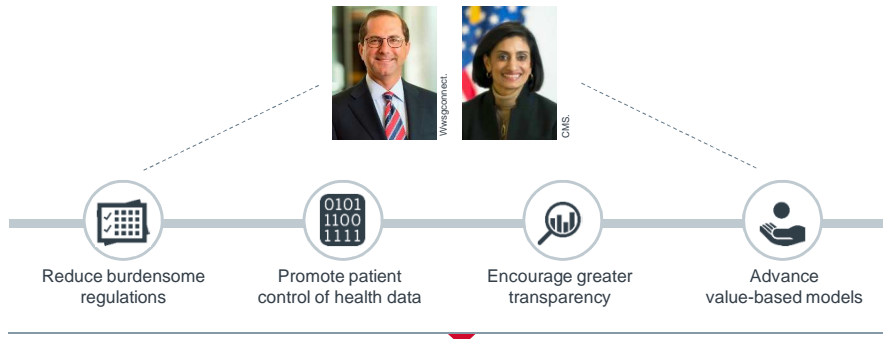 Wwsgconnect.
CMS.
0101
1100
1111
Reduce burdensome
regulations
Promote patient
control of health data
Encourage greater
transparency
Advance
value-based models